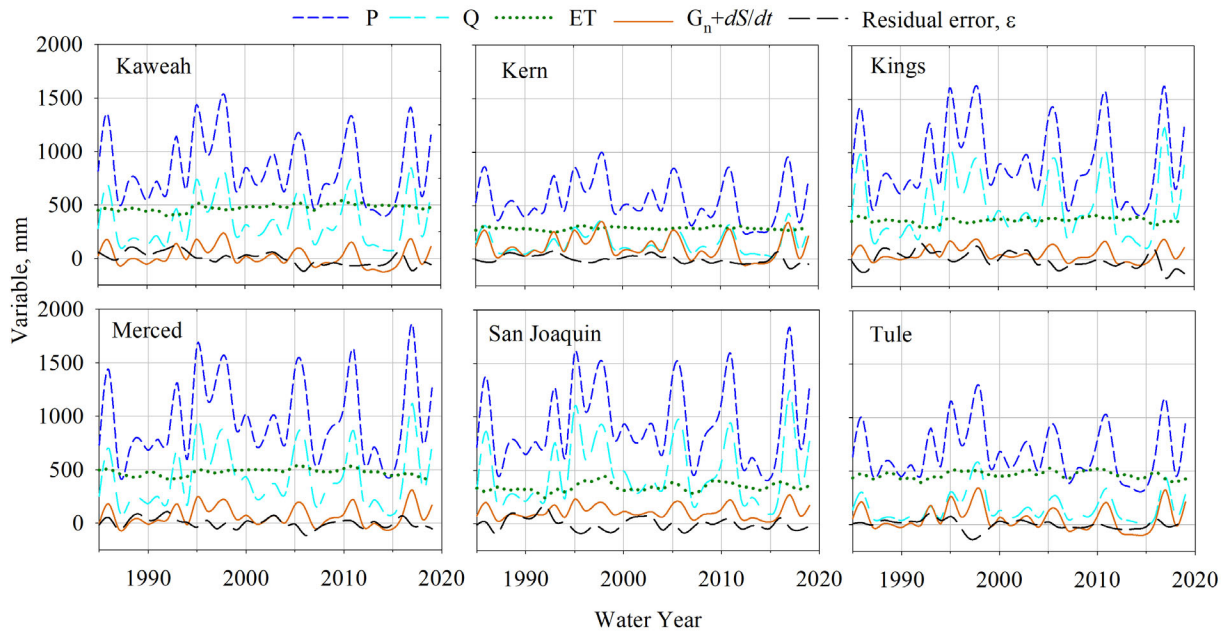 P Q ET Gn+dS/dt Residual error, ε
2000
1500
1000
500
0
Kaweah
Kern
Kings
Variable, mm
2000
1500
1000
500
0
Merced
San Joaquin
Tule
1990 2000 2010 2020 1990 2000 2010 2020 1990 2000 2010 2020
Water Year